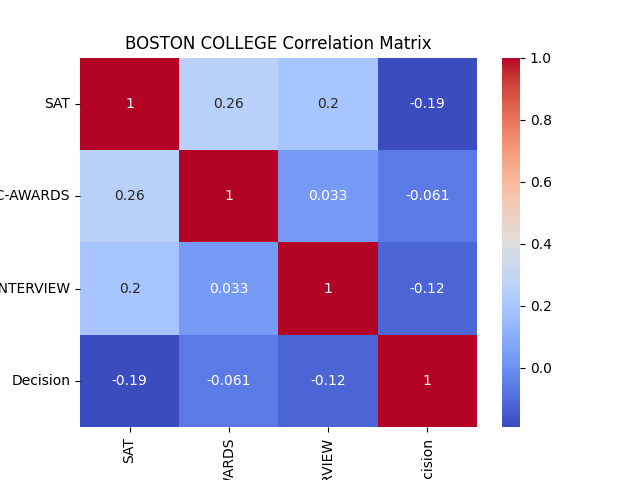 BOSTON COLLEGE Correlation Matrix
SAT 1 0.26 0.2 -0.19
C-AWARDS 0.26 1 0.033 -0.061
NTERVIEW 0.2 0.033 1 -0.12
Decision -0.19 -0.061 -0.12 1
1.0
0.8
0.6
0.4
0.2
0.0
SAT
WARDS
RVIEW
cision